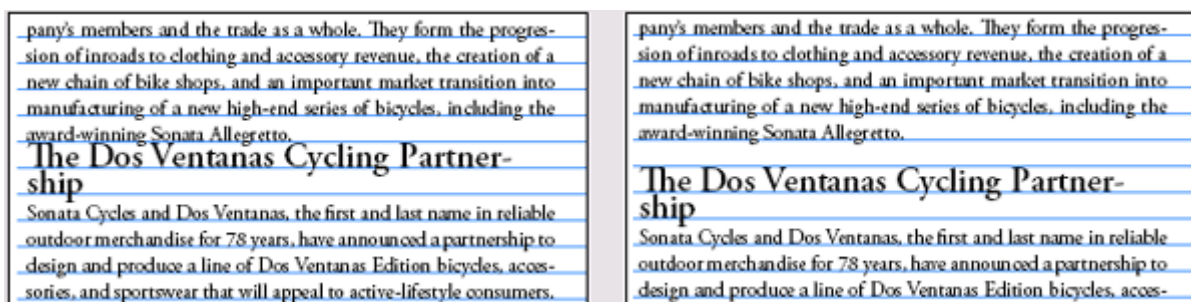 pany's members and the trade as a whole. They form the progres-
sion of inroads to clothing and accessory revenue, the creation of a
new chain of bike shops, and an important market transition into
manufacturing of a new high-end series of bicycles, including the
award-winning Sonata Allegretto.
The Dos Ventanas Cycling Partner-
ship
Sonata Cycles and Dos Ventanas, the first and last name in reliable
outdoor merchandise for 78 years, have announced a partnership to
design and produce a line of Dos Ventanas Edition bicycles, acces-
sories, and sportswear that will appeal to active-lifestyle consumers.
pany's members and the trade as a whole. They form the progres-
sion of inroads to clothing and accessory revenue, the creation of a
new chain of bike shops, and an important market transition into
manufacturing of a new high-end series of bicycles, including the
award-winning Sonata Allegretto.
The Dos Ventanas Cycling Partner-
ship
Sonata Cycles and Dos Ventanas, the first and last name in reliable
outdoor merchandise for 78 years, have announced a partnership to
design and produce a line of Dos Ventanas Edition bicycles, acces-